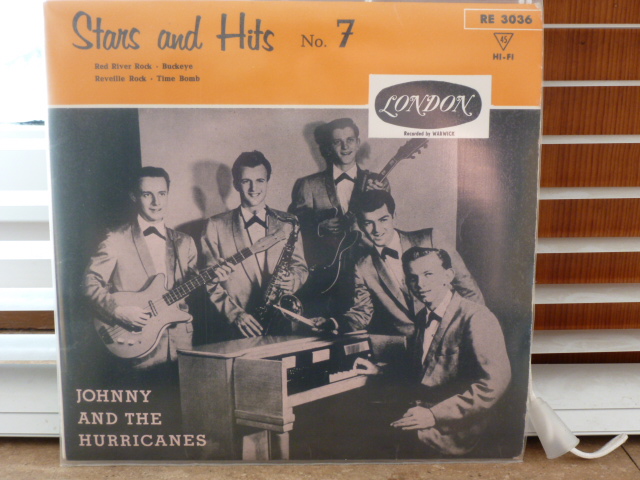 Stars and Hits No. 7
RE 3036
45
HI-FI
Red River Rock - Buckeye
Reveille Rock - Time Bomb
LONDON
Recorded by WARWICK
JOHNNY
AND THE
HURRICANES